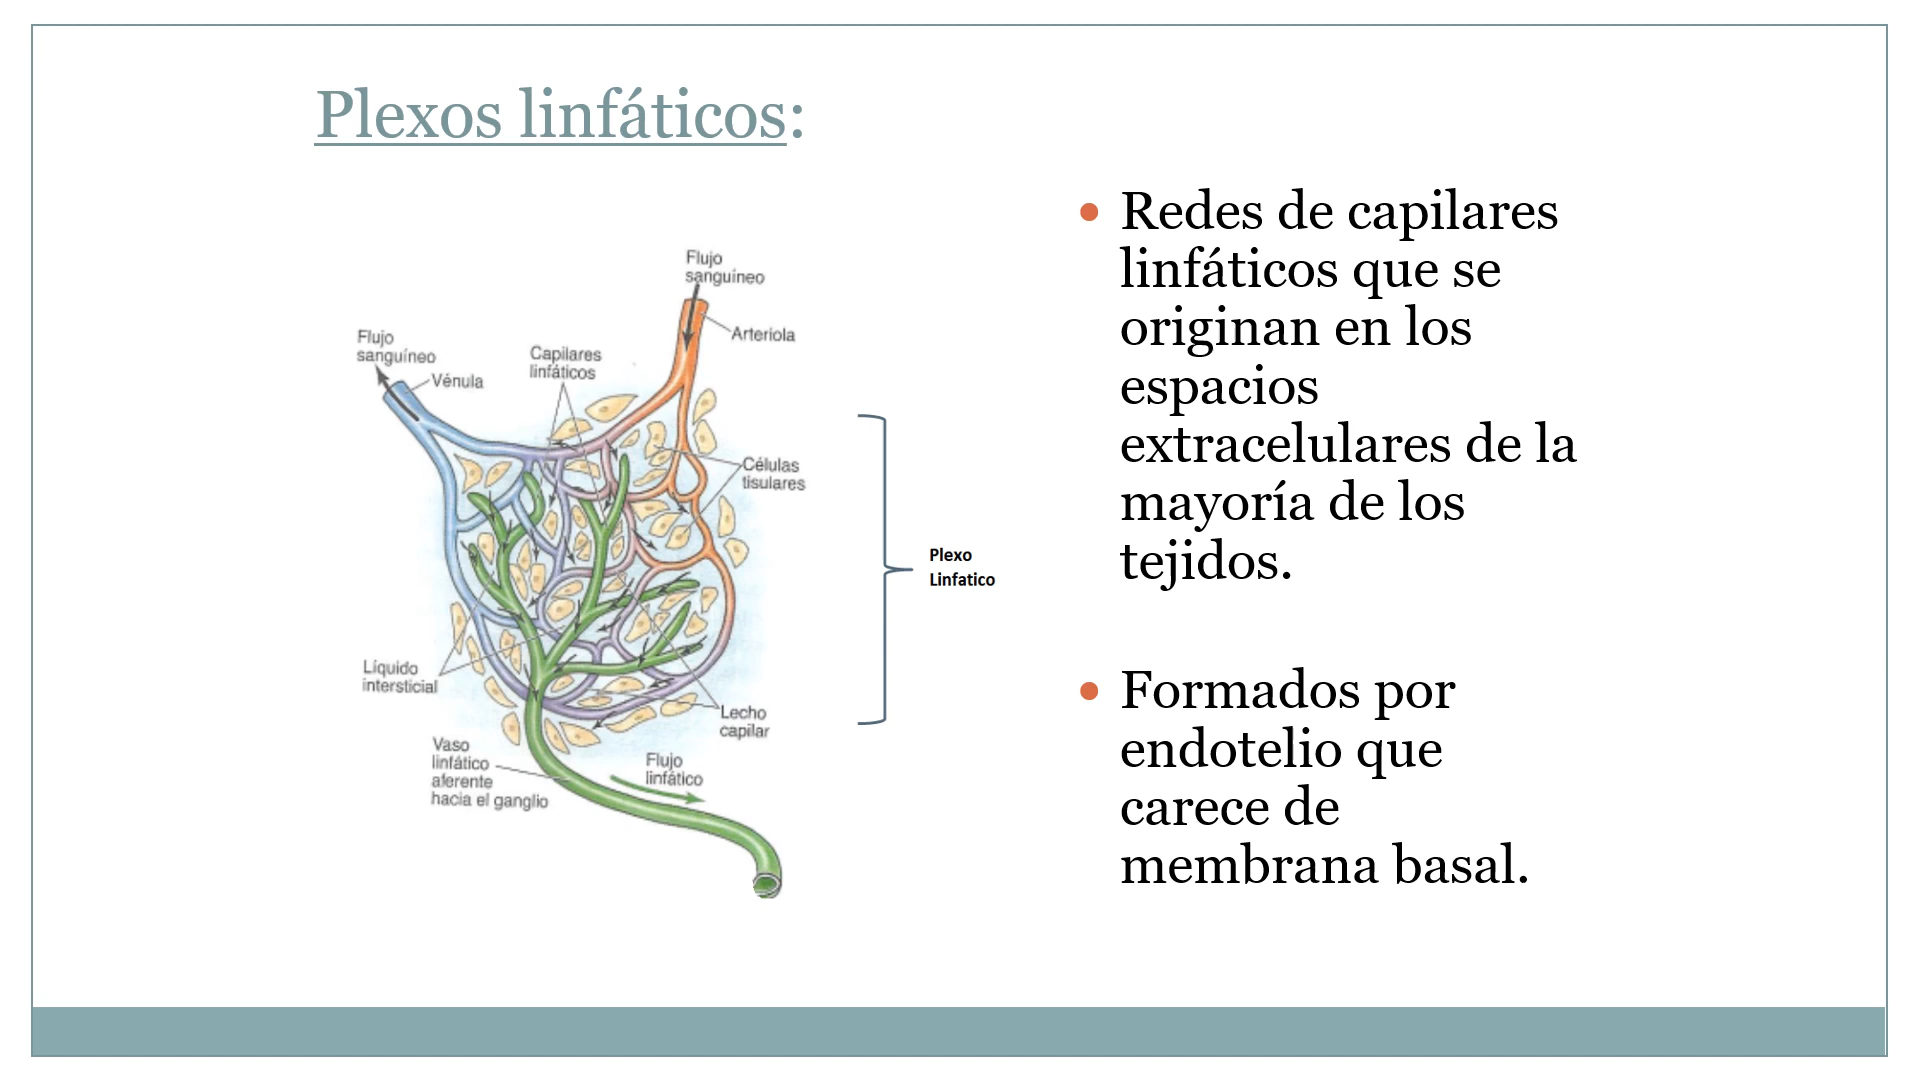 Plexos linfáticos:
Flujo
sanguíneo
Arteriola
Flujo
sanguíneo
Vénula
Capilares
linfáticos
Células
tisulares
Plexo
Linfatico
Líquido
intersticial
Lecho
capilar
Vaso
linfático
aferente
hacia el ganglio
Flujo
linfático
• Redes de capilares
linfáticos que se
originan en los
espacios
extracelulares de la
mayoría de los
tejidos.
• Formados por
endotelio que
carece de
membrana basal.